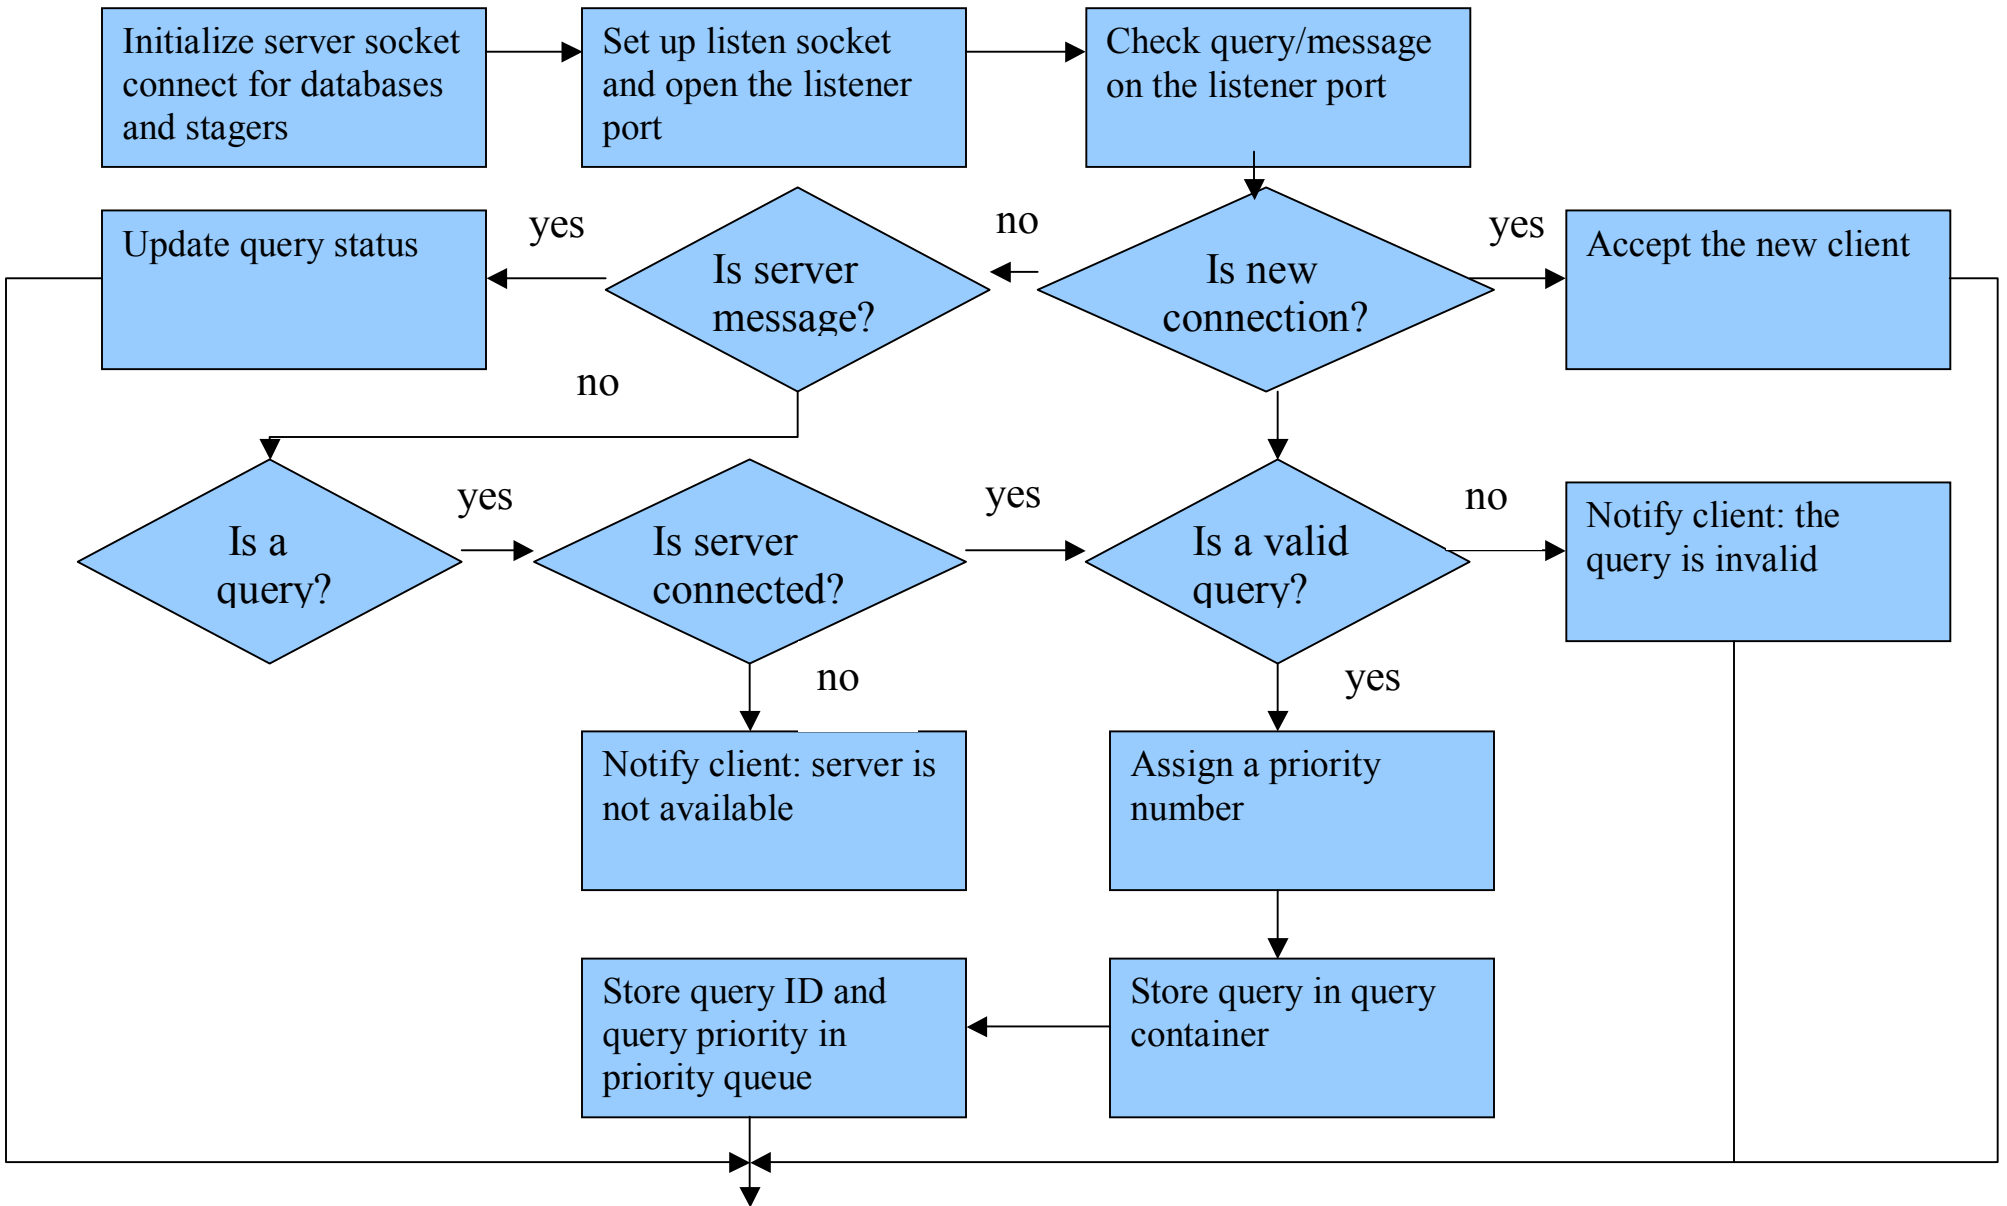 Initialize server socket
connect for databases
and stagers
Set up listen socket
and open the listener
port
Check query/message
on the listener port
Update query status
yes
Is server
message?
no
Is new
connection?
yes
Accept the new client
no
Is a
query?
yes
Is server
connected?
yes
Is a valid
query?
no
Notify client: the
query is invalid
no
yes
Notify client: server is
not available
Assign a priority
number
Store query ID and
query priority in
priority queue
Store query in query
container